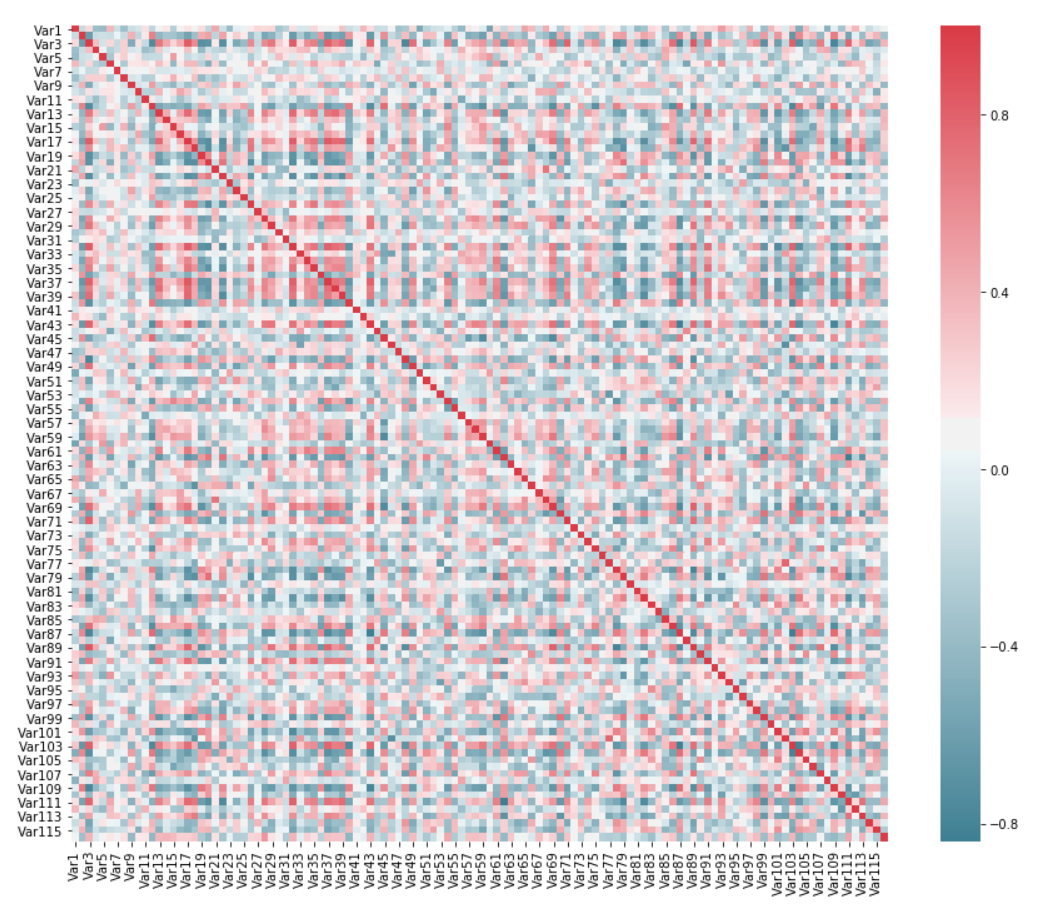 Var1
Var3
Var5
Var7
Var9
Var11
Var13
Var15
Var17
Var19
Var21
Var23
Var25
Var27
Var29
Var31
Var33
Var35
Var37
Var39
Var41
Var43
Var45
Var47
Var49
Var51
Var53
Var55
Var57
Var59
Var61
Var63
Var65
Var67
Var69
Var71
Var73
Var75
Var77
Var79
Var81
Var83
Var85
Var87
Var89
Var91
Var93
Var95
Var97
Var99
Var101
Var103
Var105
Var107
Var109
Var111
Var113
Var115
Var1
Var3
Var5
Var7
Var9
Var11
Var13
Var15
Var17
Var19
Var21
Var23
Var25
Var27
Var29
Var31
Var33
Var35
Var37
Var39
Var41
Var43
Var45
Var47
Var49
Var51
Var53
Var55
Var57
Var59
Var61
Var63
Var65
Var67
Var69
Var71
Var73
Var75
Var77
Var79
Var81
Var83
Var85
Var87
Var89
Var91
Var93
Var95
Var97
Var99
Var101
Var103
Var105
Var107
Var109
Var111
Var113
Var115
0.8
0.4
0.0
−0.4
−0.8